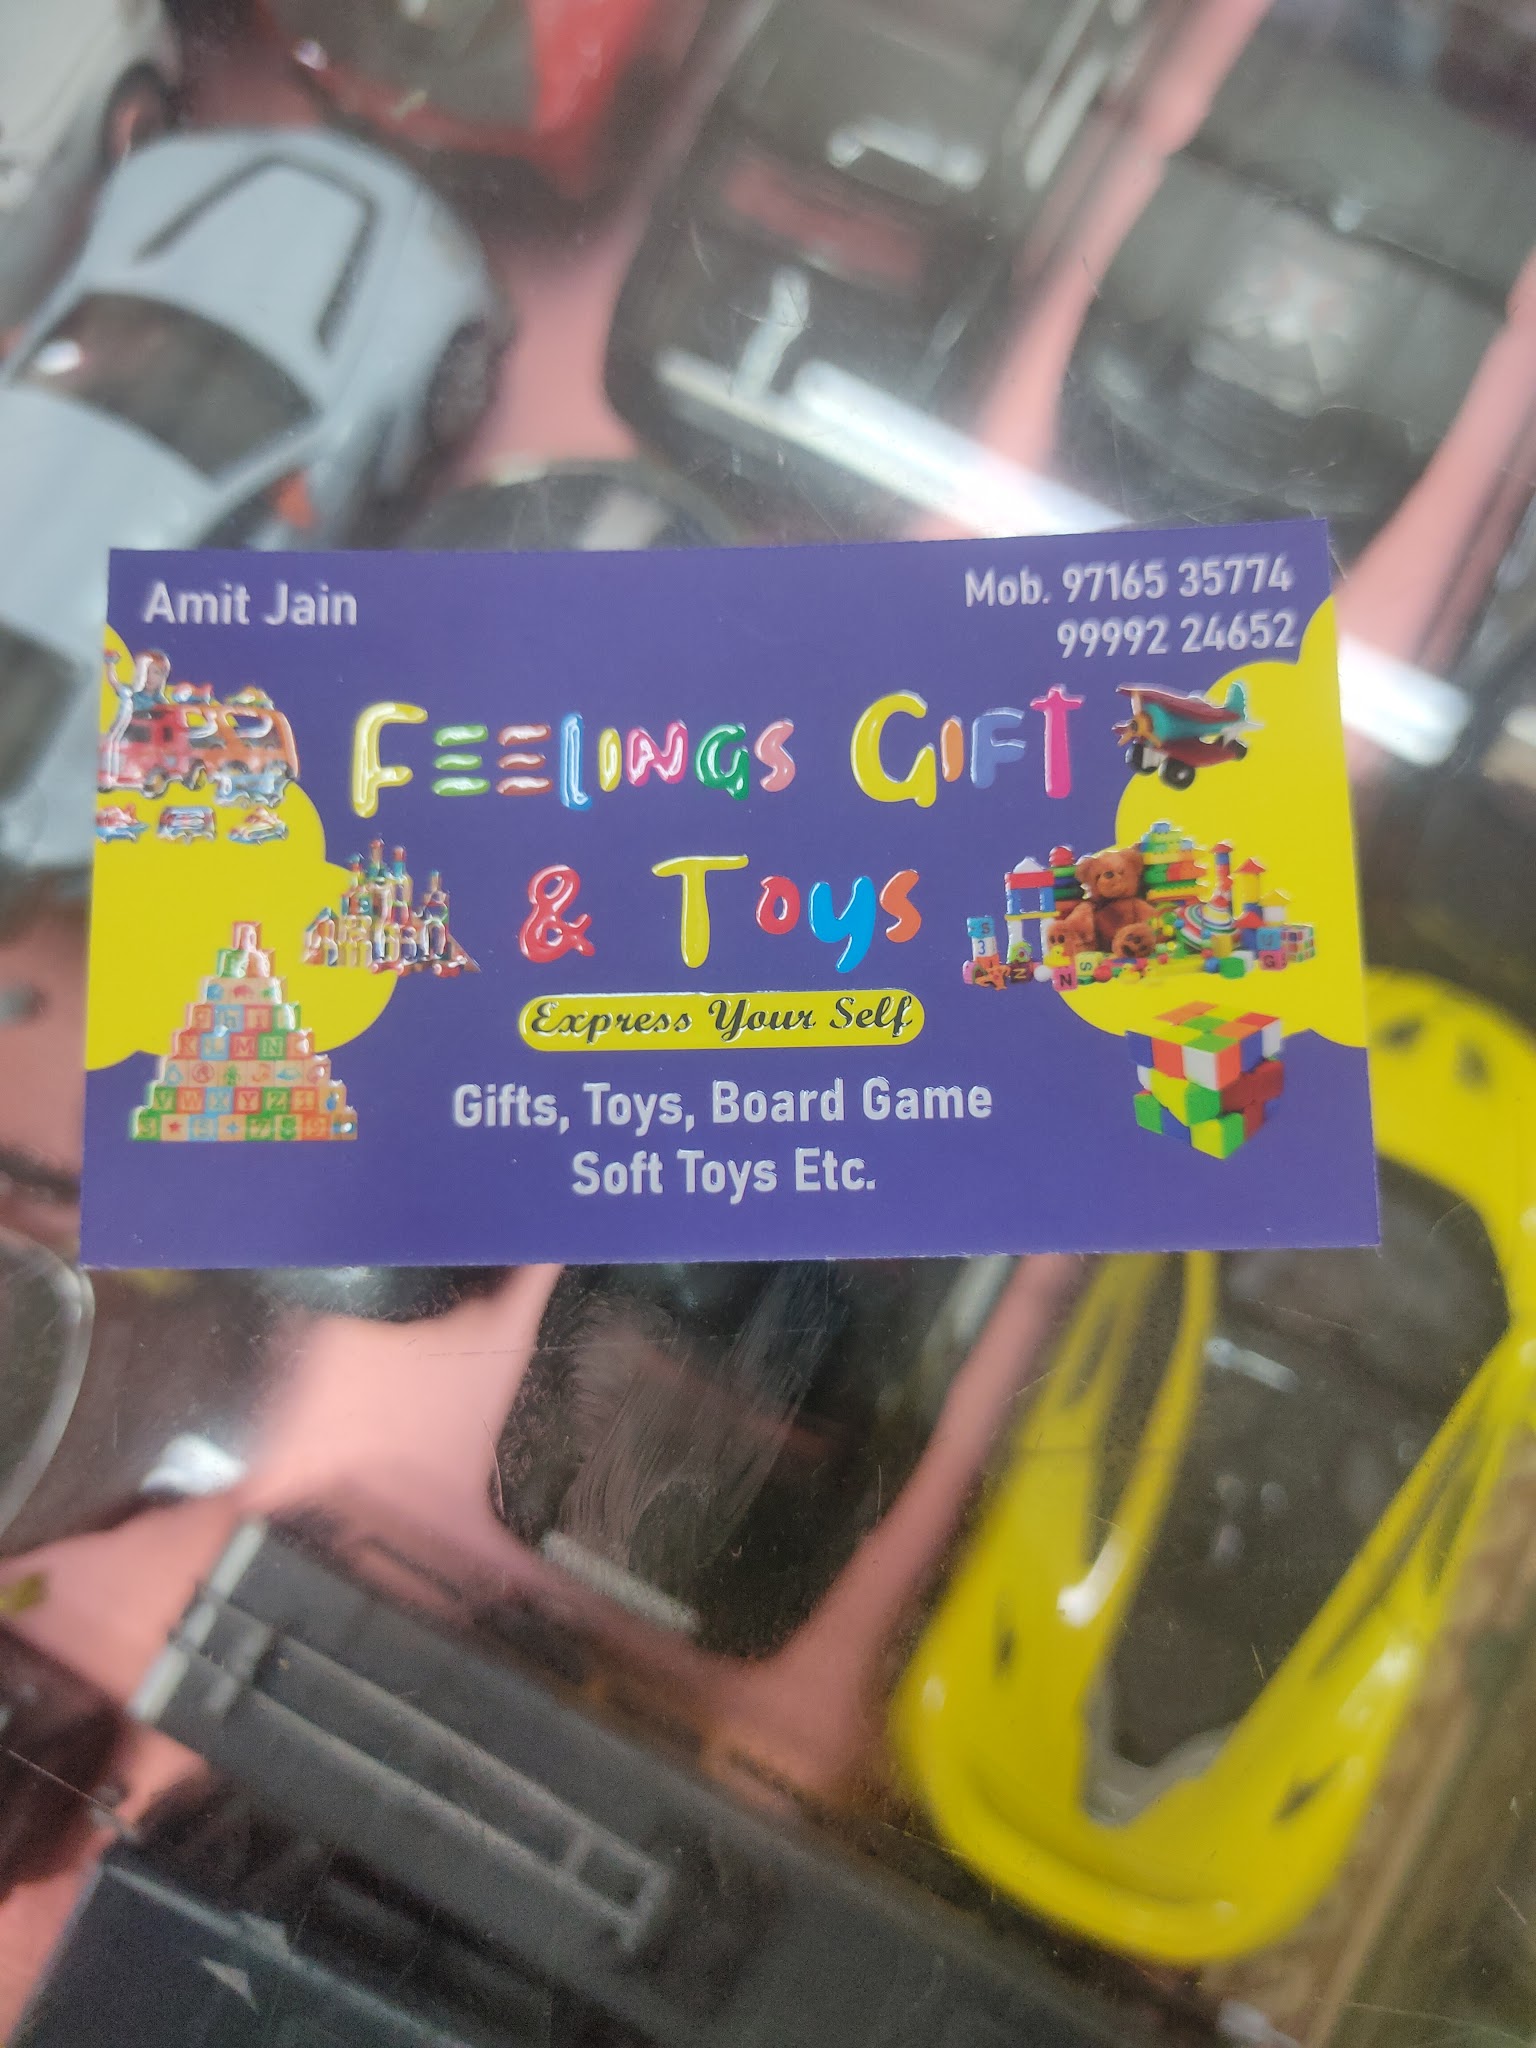 Amit Jain
Mob. 97165 35774
99992 24652
FEELINGS GIFT
& TOYS
Express Your Self
Gifts, Toys, Board Game
Soft Toys Etc.